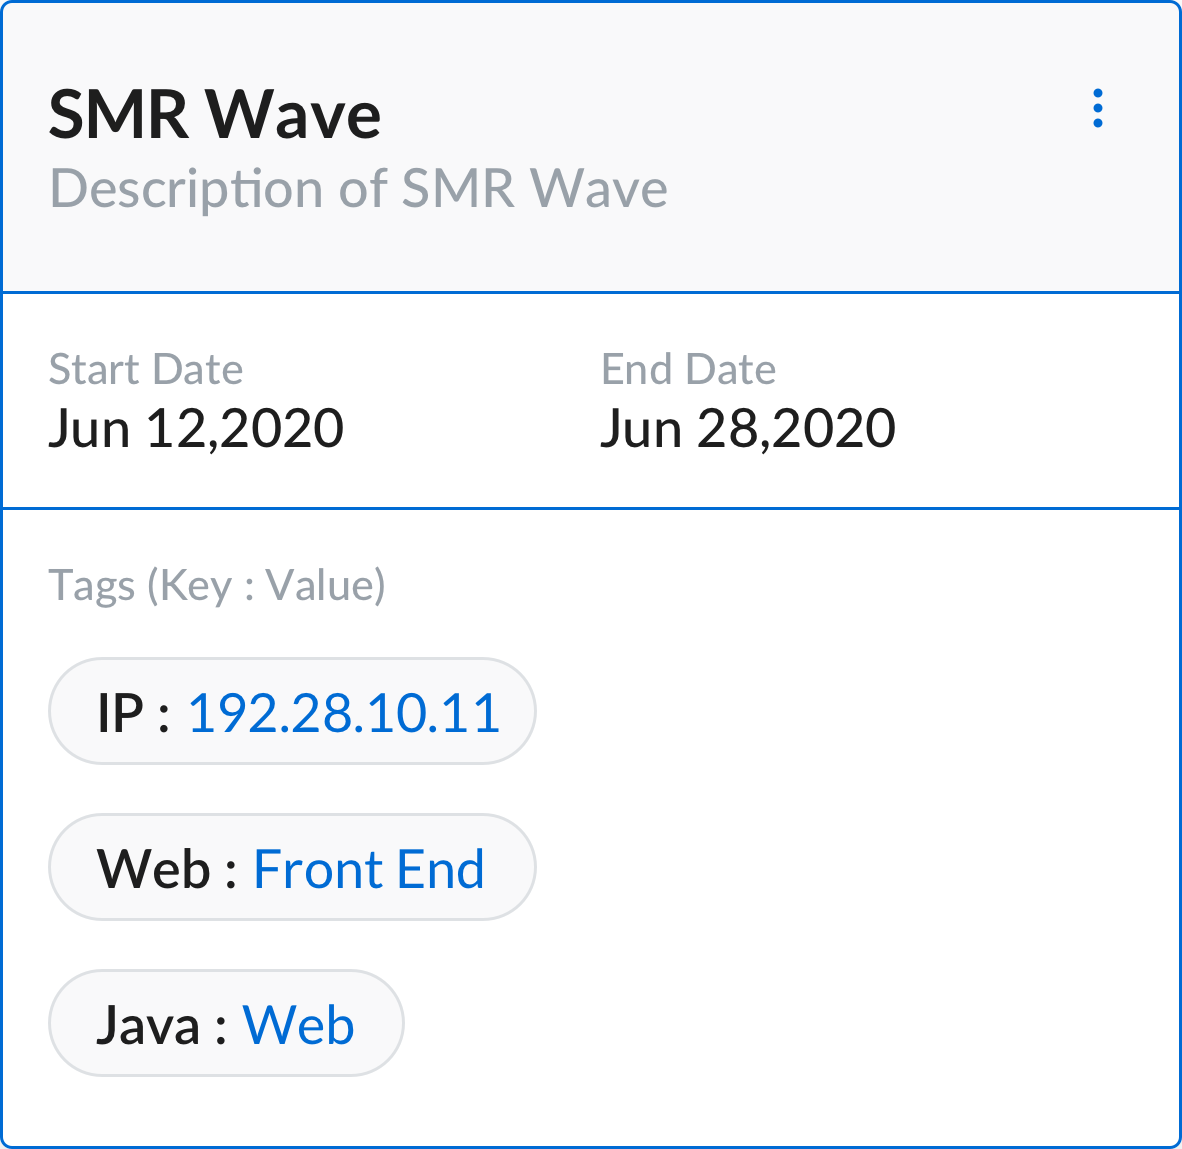 SMR Wave
Description of SMR Wave
Start Date
Jun 12,2020
End Date
Jun 28,2020
Tags (Key : Value)
IP : 192.28.10.11
Web : Front End
Java : Web